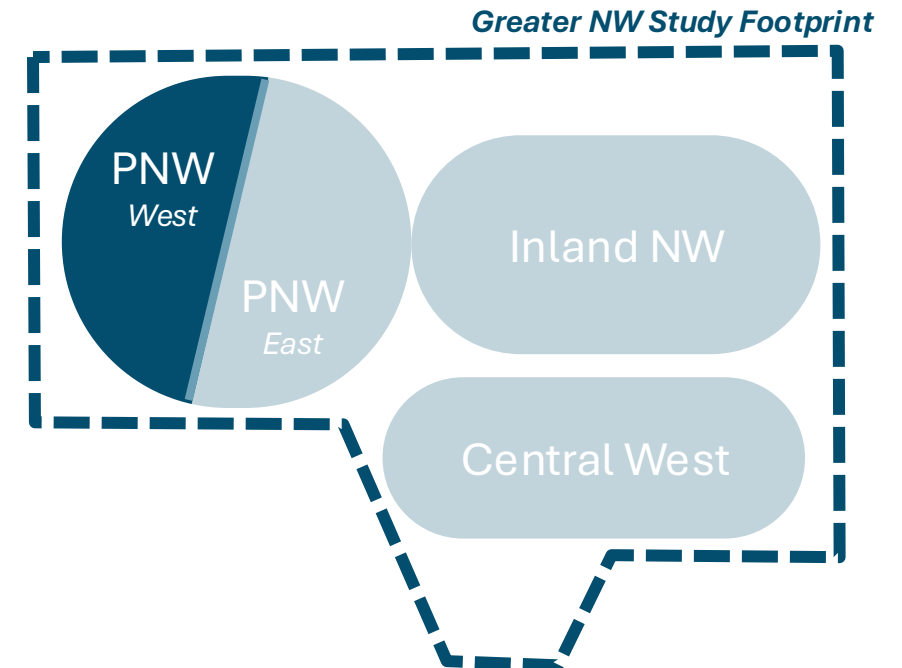 Greater NW Study Footprint
PNW
West
Inland NW
PNW
East
Central West